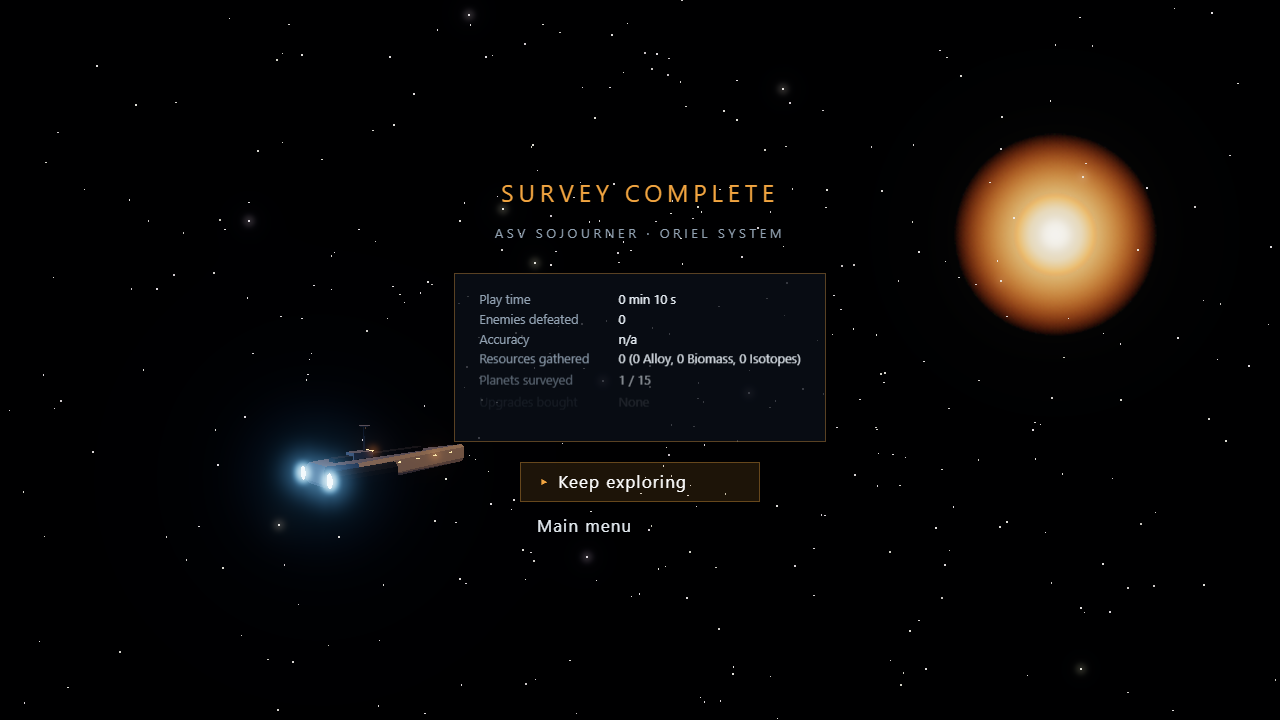 SURVEY COMPLETE
ASV SOJOURNER · ORIEL SYSTEM
Play time 0 min 10 s
Enemies defeated 0
Accuracy n/a
Resources gathered 0 (0 Alloy, 0 Biomass, 0 Isotopes)
Planets surveyed 1 / 15
Upgrades bought None
Keep exploring
Main menu